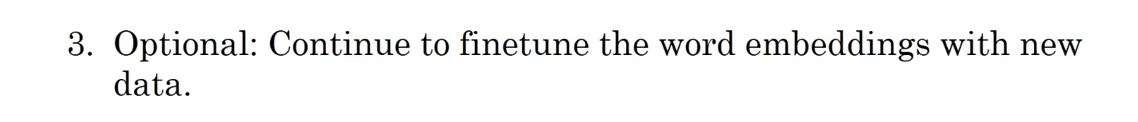 3. Optional: Continue to finetune the word embeddings with new
data.